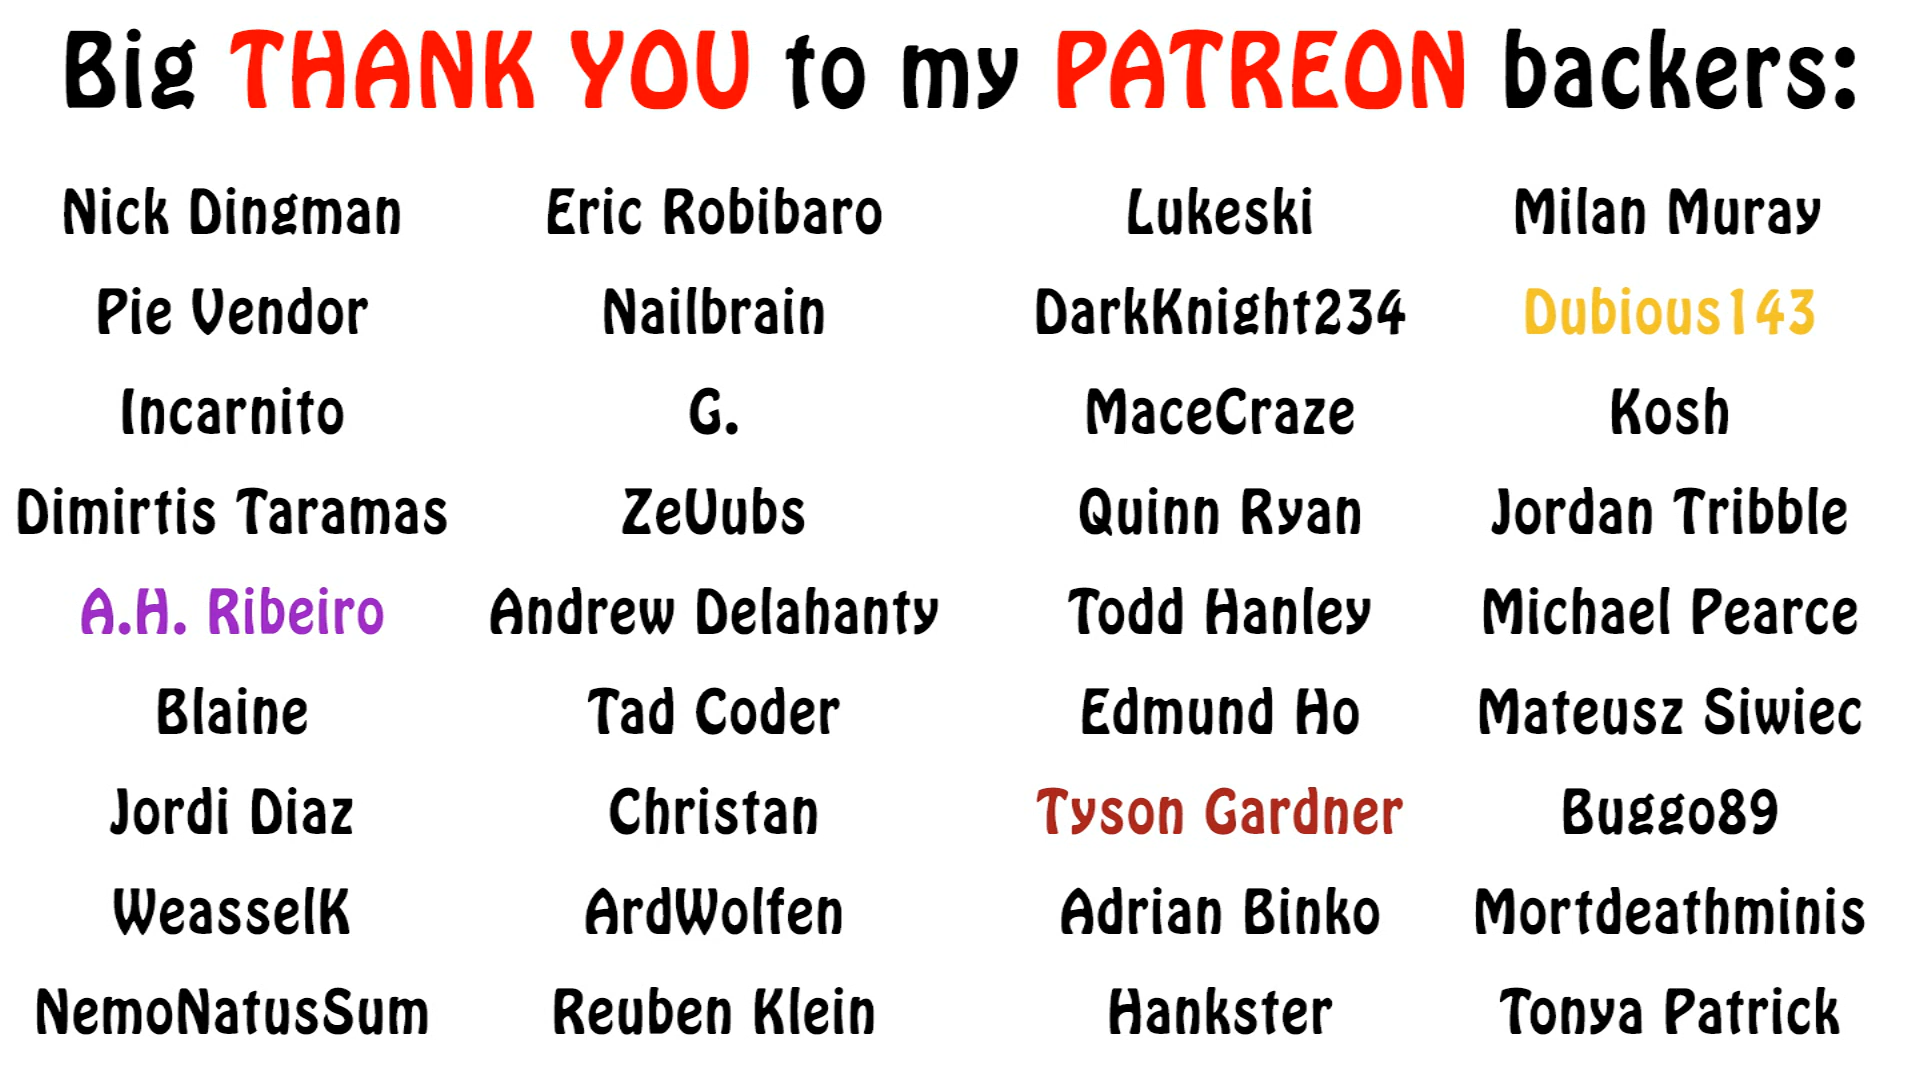 Big THANK YOU to my PATREON backers:
Nick Dingman Eric Robibaro Lukeski Milan Muray
Pie Vendor Nailbrain DarkKnight234 Dubious143
Incarnito G. MaceCraze Kosh
Dimirtis Taramas ZeUubs Quinn Ryan Jordan Tribble
A.H. Ribeiro Andrew Delahanty Todd Hanley Michael Pearce
Blaine Tad Coder Edmund Ho Mateusz Siwiec
Jordi Diaz Christan Tyson Gardner Buggo89
WeasselK ArdWolfen Adrian Binko Mortdeathminis
NemoNatusSum Reuben Klein Hankster Tonya Patrick